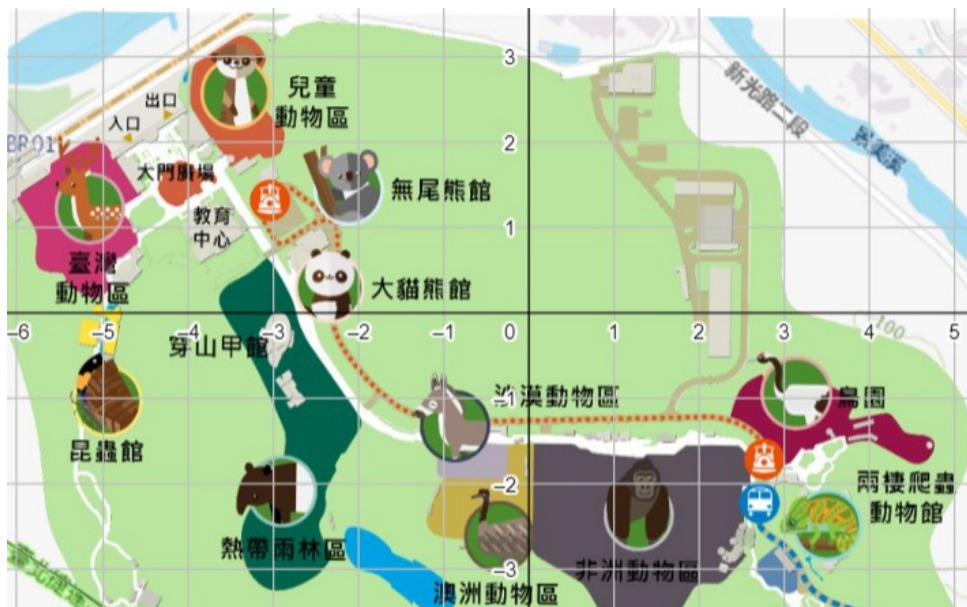 3
出口
兒童
動物區
入口
BR01
2
新光路二段
景美溪
大門廣場
無尾熊館
教育
中心
1
臺灣
動物區
大貓熊館
-6
-5
-4
-3
-2
-1
0
1
2
3
4
5
100
穿山甲館
沙漠動物區
鳥園
-1
昆蟲館
-2
兩棲爬蟲
動物館
熱帶雨林區
-3
非洲動物區
澳洲動物區